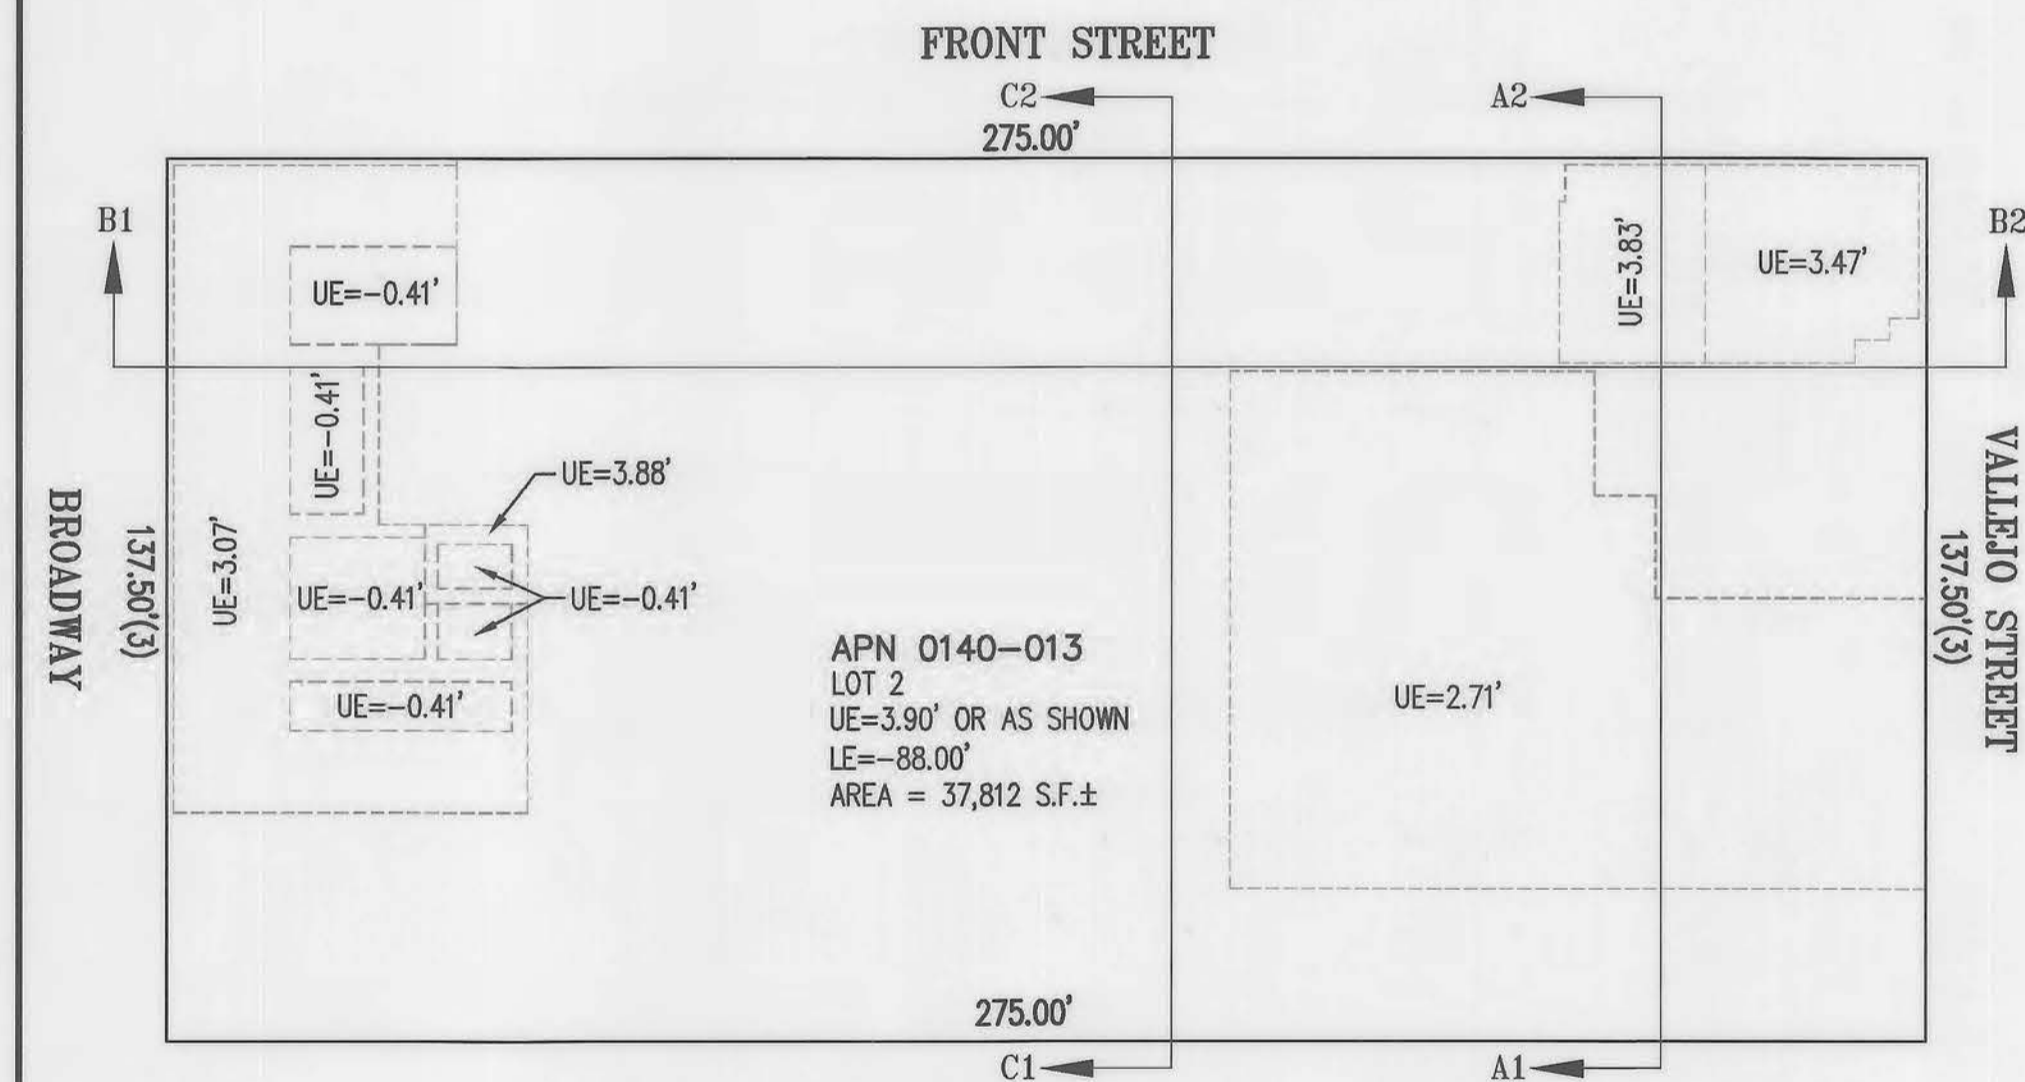 FRONT STREET
C2
A2
275.00'
B1
B2
UE=-0.41'
UE=3.83'
UE=3.47'
UE=-0.41'
UE=3.88'
BROADWAY
137.50'(3)
UE=3.07'
UE=-0.41'
UE=-0.41'
UE=-0.41'
APN 0140-013
LOT 2
UE=3.90' OR AS SHOWN
LE=-88.00'
AREA = 37,812 S.F.±
UE=2.71'
137.50'(3)
VALLEJO STREET
275.00'
C1
A1